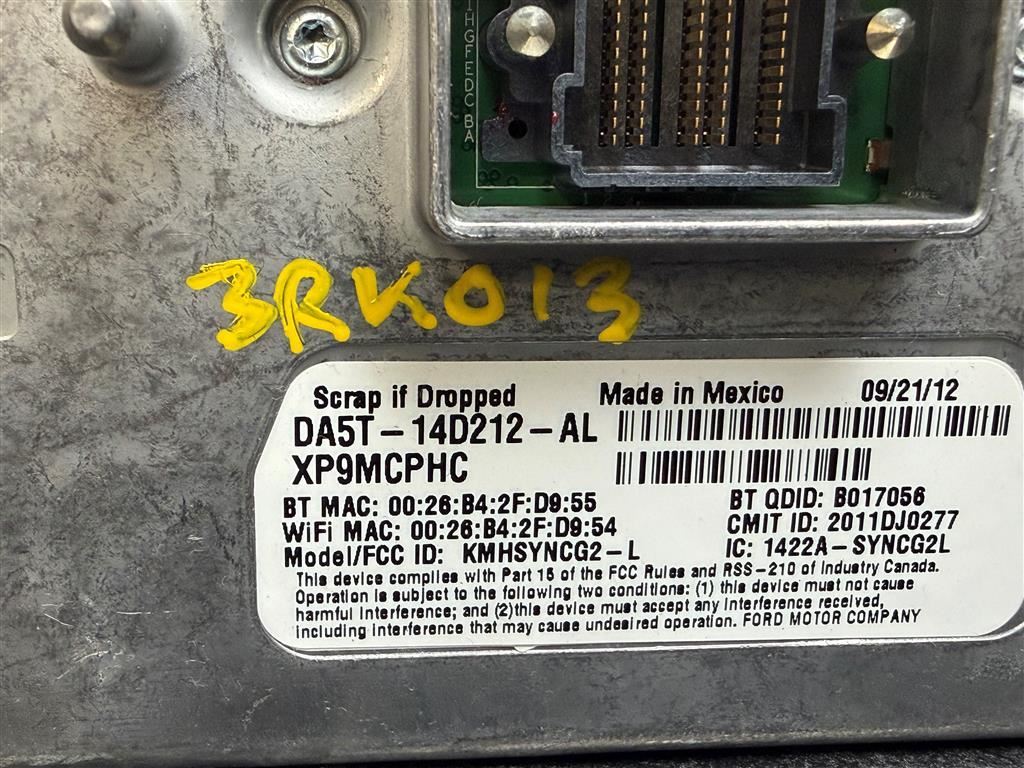 IHGFEDCBA
3RK013
Scrap if Dropped Made in Mexico 09/21/12
DA5T-14D212-AL
XP9MCPHC
BT MAC: 00:26:B4:2F:D9:55 BT QDID: B017056
WiFi MAC: 00:26:B4:2F:D9:54 CMIT ID: 2011DJ0277
Model/FCC ID: KMHSYNCG2-L IC: 1422A-SYNCG2L
This device complies with Part 15 of the FCC Rules and RSS-210 of Industry Canada.
Operation is subject to the following two conditions: (1) this device must not cause
harmful interference; and (2)this device must accept any interference received,
including interference that may cause undesired operation. FORD MOTOR COMPANY